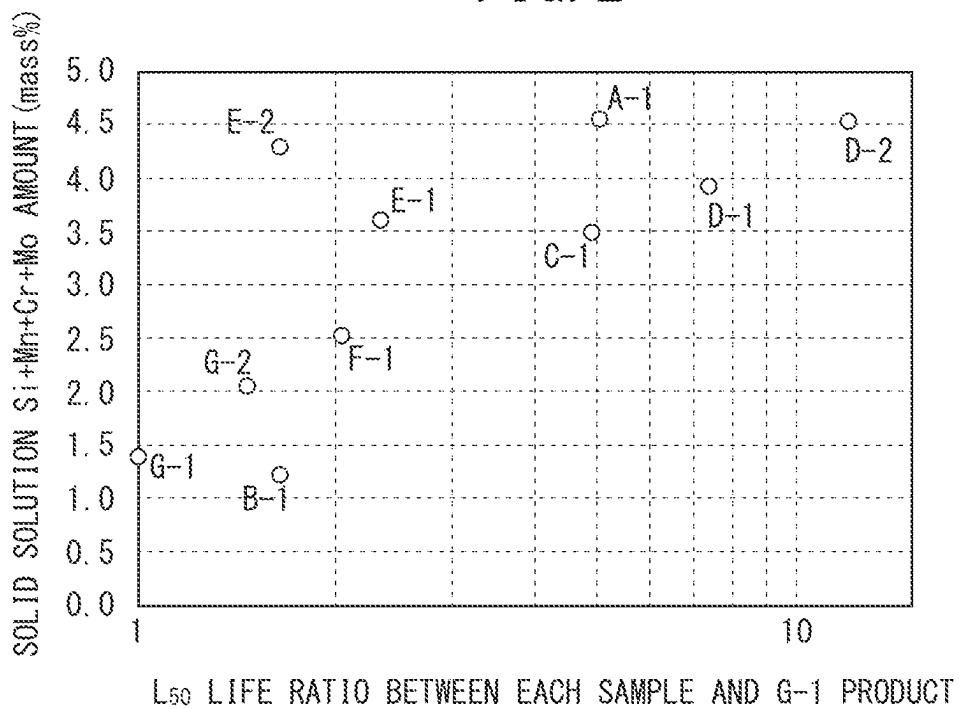 SOLID SOLUTION Si+Mn+Cr+Mo AMOUNT (mass%)
5.0
4.5
4.0
3.5
3.0
2.5
2.0
1.5
1.0
0.5
0.0
A-1
E-2
D-2
E-1
D-1
C-1
G-2
F-1
G-1
B-1
1
10
L50 LIFE RATIO BETWEEN EACH SAMPLE AND G-1 PRODUCT